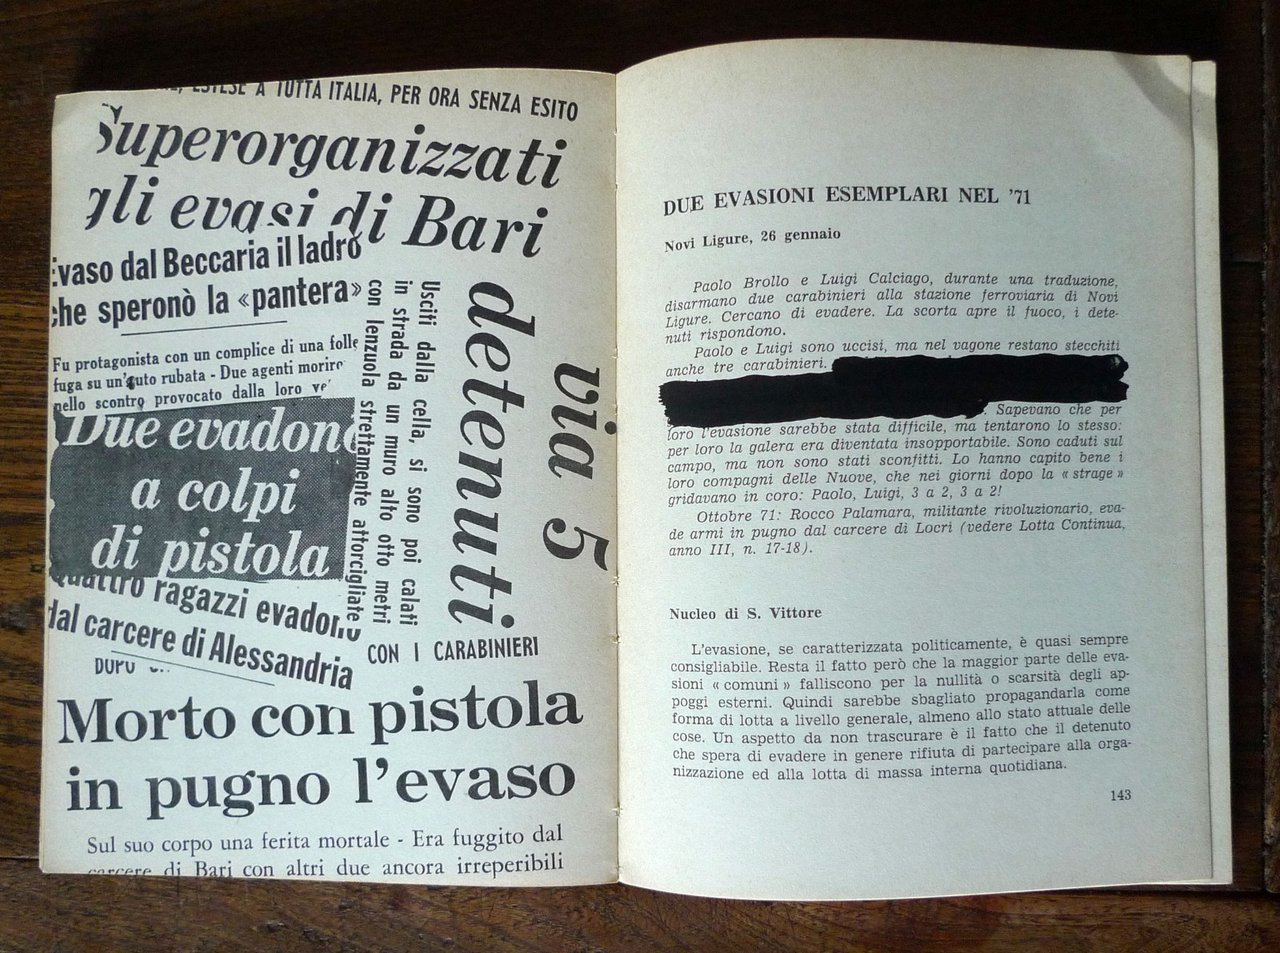 ESTESE A TUTTA ITALIA, PER ORA SENZA ESITO
Superorganizzati
gli evasi di Bari
Evaso dal Beccaria il ladro
che speronò la «pantera»
Fu protagonista con un complice di una folle
fuga su un'auto rubata - Due agenti moriro
nello scontro provocato dalla loro ve
Due evadono
a colpi
di pistola
Quattro ragazzi evadono
dal carcere di Alessandria
DOPO
Usciti dalla cella, si sono poi calati
in strada da un muro alto otto metri
con lenzuola strettamente attorcigliate
via 5
detenuti
CON I CARABINIERI
Morto con pistola
in pugno l'evaso
Sul suo corpo una ferita mortale - Era fuggito dal
carcere di Bari con altri due ancora irreperibili
DUE EVASIONI ESEMPLARI NEL '71
Novi Ligure, 26 gennaio
Paolo Brollo e Luigi Calciago, durante una traduzione,
disarmano due carabinieri alla stazione ferroviaria di Novi
Ligure. Cercano di evadere. La scorta apre il fuoco, i dete-
nuti rispondono.
Paolo e Luigi sono uccisi, ma nel vagone restano stecchiti
anche tre carabinieri.
. Sapevano che per
loro l'evasione sarebbe stata difficile, ma tentarono lo stesso:
per loro la galera era diventata insopportabile. Sono caduti sul
campo, ma non sono stati sconfitti. Lo hanno capito bene i
loro compagni delle Nuove, che nei giorni dopo la «strage»
gridavano in coro: Paolo, Luigi, 3 a 2, 3 a 2!
Ottobre 71: Rocco Palamara, militante rivoluzionario, eva-
de armi in pugno dal carcere di Locri (vedere Lotta Continua,
anno III, n. 17-18).
Nucleo di S. Vittore
L'evasione, se caratterizzata politicamente, è quasi sempre
consigliabile. Resta il fatto però che la maggior parte delle eva-
sioni «comuni» falliscono per la nullità o scarsità degli ap-
poggi esterni. Quindi sarebbe sbagliato propagandarla come
forma di lotta a livello generale, almeno allo stato attuale delle
cose. Un aspetto da non trascurare è il fatto che il detenuto
che spera di evadere in genere rifiuta di partecipare alla orga-
nizzazione ed alla lotta di massa interna quotidiana.
143